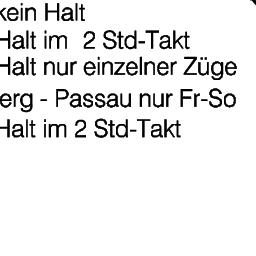 kein Halt
Halt im 2 Std-Takt
Halt nur einzelner Züge
erg - Passau nur Fr-So
Halt im 2 Std-Takt